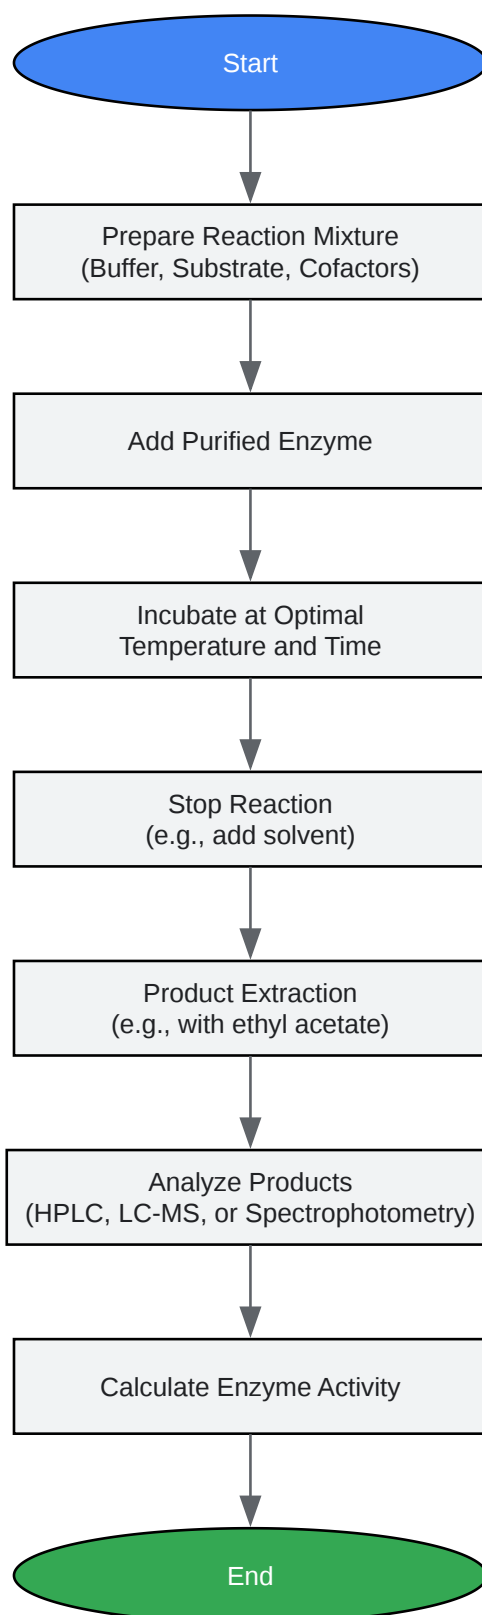 Start
Prepare Reaction Mixture
(Buffer, Substrate, Cofactors)
Add Purified Enzyme
Incubate at Optimal
Temperature and Time
Stop Reaction
(e.g., add solvent)
Product Extraction
(e.g., with ethyl acetate)
Analyze Products
(HPLC, LC-MS, or Spectrophotometry)
Calculate Enzyme Activity
End